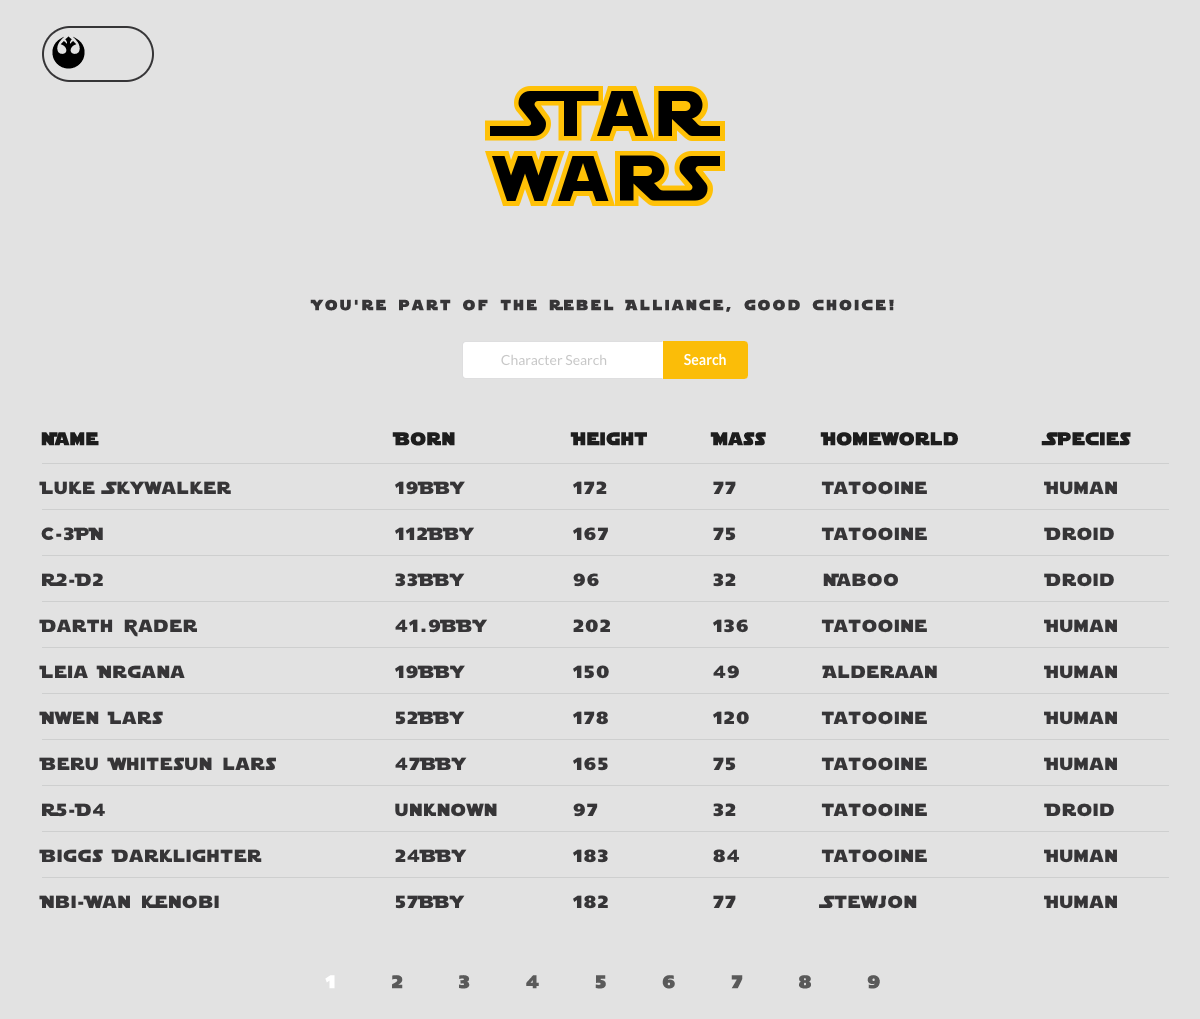 STAR
WARS
You're part of the Rebel Alliance, good choice!
Character Search Search
Name Born Height Mass Homeworld Species
Luke Skywalker 19BBY 172 77 Tatooine Human
C-3PN 112BBY 167 75 Tatooine Droid
R2-D2 33BBY 96 32 Naboo Droid
Darth Rader 41.9BBY 202 136 Tatooine Human
Leia Nrgana 19BBY 150 49 Alderaan Human
Nwen Lars 52BBY 178 120 Tatooine Human
Beru Whitesun lars 47BBY 165 75 Tatooine Human
R5-D4 unknown 97 32 Tatooine Droid
Biggs Darklighter 24BBY 183 84 Tatooine Human
Nbi-Wan Kenobi 57BBY 182 77 Stewjon Human
1 2 3 4 5 6 7 8 9